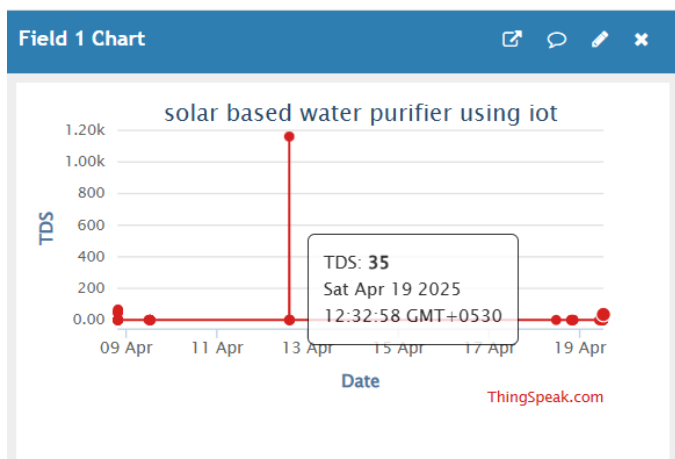 Field 1 Chart
solar based water purifier using iot
1.20k
1.00k
800
600
400
200
0.00
TDS
TDS: 35
Sat Apr 19 2025
12:32:58 GMT+0530
09 Apr 11 Apr 13 Apr 15 Apr 17 Apr 19 Apr
Date
ThingSpeak.com